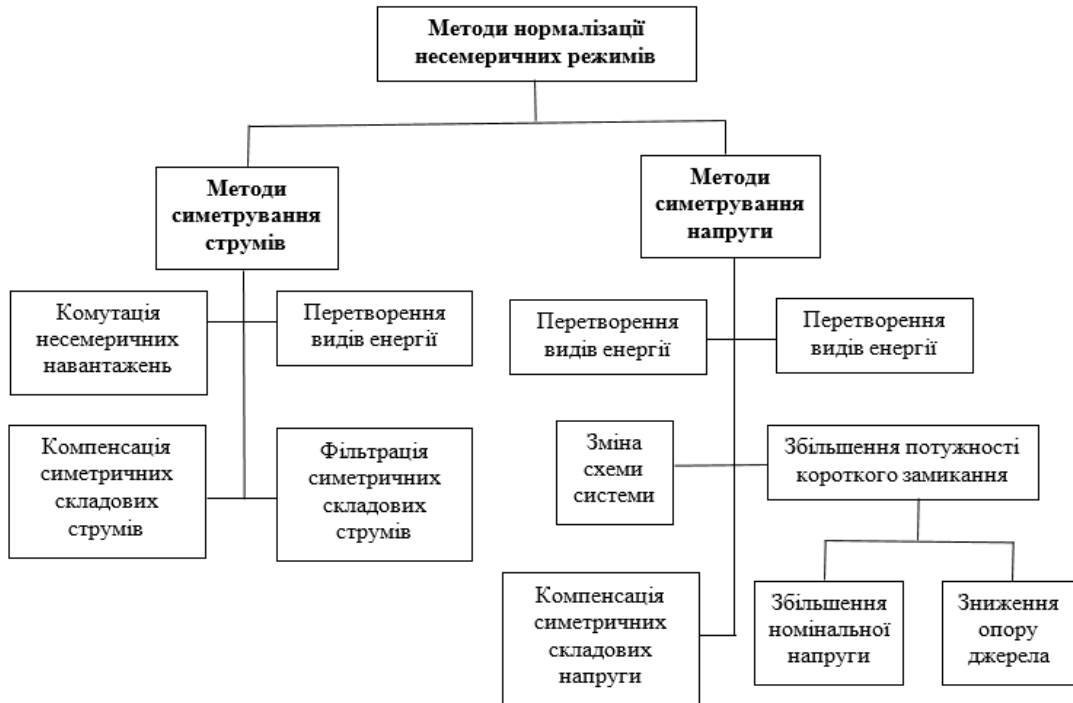 Методи нормалізації
несемеричних режимів
Методи
симетрування
струмів
Методи
симетрування
напруги
Комутація
несемеричних
навантажень
Перетворення
видів енергії
Компенсація
симетричних
складових
струмів
Фільтрація
симетричних
складових
струмів
Перетворення
видів енергії
Перетворення
видів енергії
Зміна
схеми
системи
Збільшення потужності
короткого замикання
Компенсація
симетричних
складових
напруги
Збільшення
номінальної
напруги
Зниження
опору
джерела